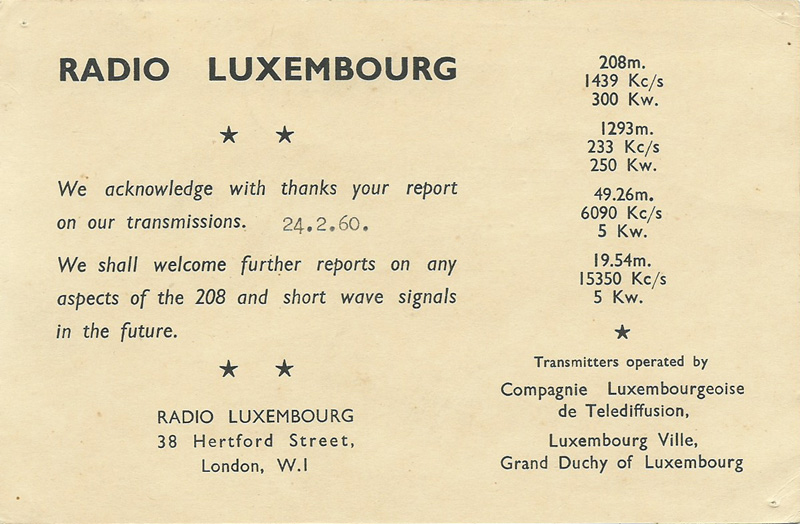 RADIO LUXEMBOURG
★ ★
We acknowledge with thanks your report
on our transmissions. 24.2.60.
We shall welcome further reports on any
aspects of the 208 and short wave signals
in the future.
★ ★
RADIO LUXEMBOURG
38 Hertford Street,
London, W.I
208m.
1439 Kc/s
300 Kw.
1293m.
233 Kc/s
250 Kw.
49.26m.
6090 Kc/s
5 Kw.
19.54m.
15350 Kc/s
5 Kw.
★
Transmitters operated by
Compagnie Luxembourgeoise
de Telediffusion,
Luxembourg Ville,
Grand Duchy of Luxembourg